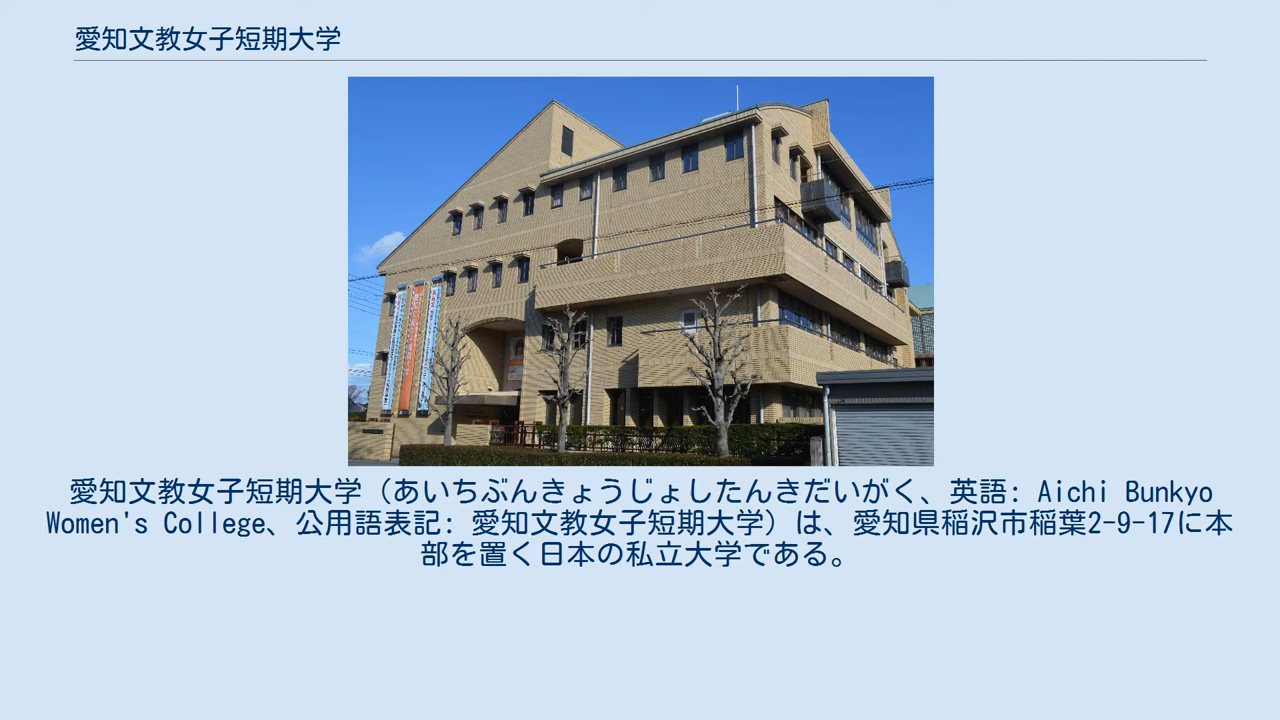 愛知文教女子短期大学
愛知文教女子短期大学（あいちぶんきょうじょしたんきだいがく、英語: Aichi Bunkyo
Women's College、公用語表記: 愛知文教女子短期大学）は、愛知県稲沢市稲葉2-9-17に本
部を置く日本の私立大学である。